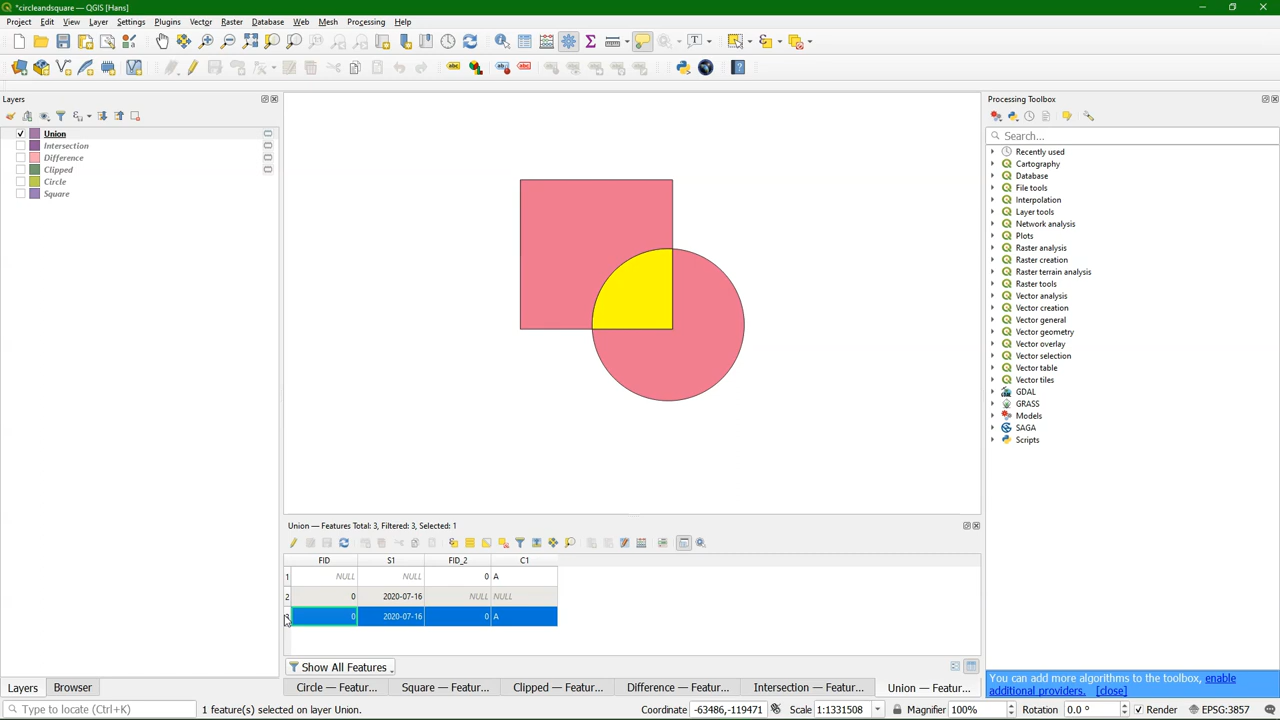 *circleandsquare — QGIS [Hans]
Project Edit View Layer Settings Plugins Vector Raster Database Web Mesh Processing Help
Layers
Processing Toolbox
Search...
Union
Intersection
Difference
Clipped
Circle
Square
Recently used
Cartography
Database
File tools
Interpolation
Layer tools
Network analysis
Plots
Raster analysis
Raster creation
Raster terrain analysis
Raster tools
Vector analysis
Vector creation
Vector general
Vector geometry
Vector overlay
Vector selection
Vector table
Vector tiles
GDAL
GRASS
Models
SAGA
Scripts
Union — Features Total: 3, Filtered: 3, Selected: 1
FID S1 FID_2 C1
1 NULL NULL 0 A
2 0 2020-07-16 NULL NULL
0 2020-07-16 0 A
Show All Features
Layers Browser
Circle — Featur... Square — Featur... Clipped — Featur... Difference — Featur... Intersection — Featur... Union — Featur...
You can add more algorithms to the toolbox, enable
additional providers. [close]
Type to locate (Ctrl+K) 1 feature(s) selected on layer Union. Coordinate -63486,-119471 Scale 1:1331508 Magnifier 100% Rotation 0.0 ° Render EPSG:3857